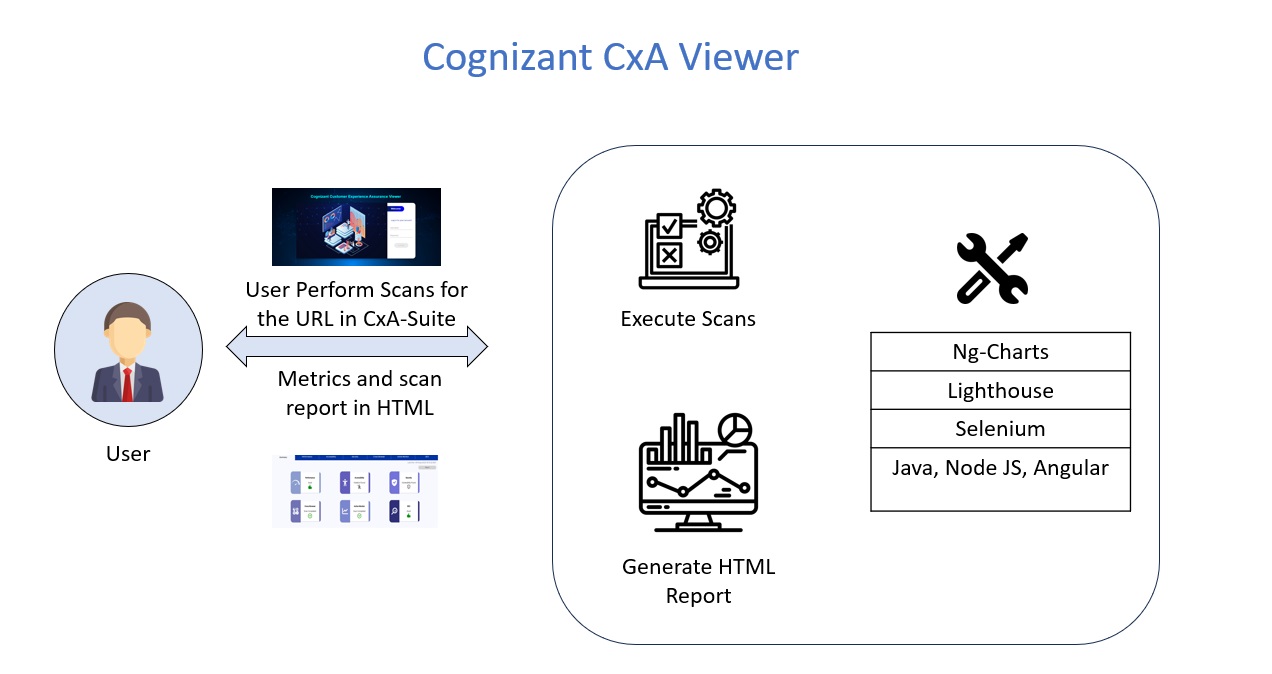 Cognizant CxA Viewer
Cognizant Customer Experience Assurance Viewer
User Perform Scans for
the URL in CxA-Suite
Metrics and scan
report in HTML
User
Execute Scans
Generate HTML
Report
Ng-Charts
Lighthouse
Selenium
Java, Node JS, Angular